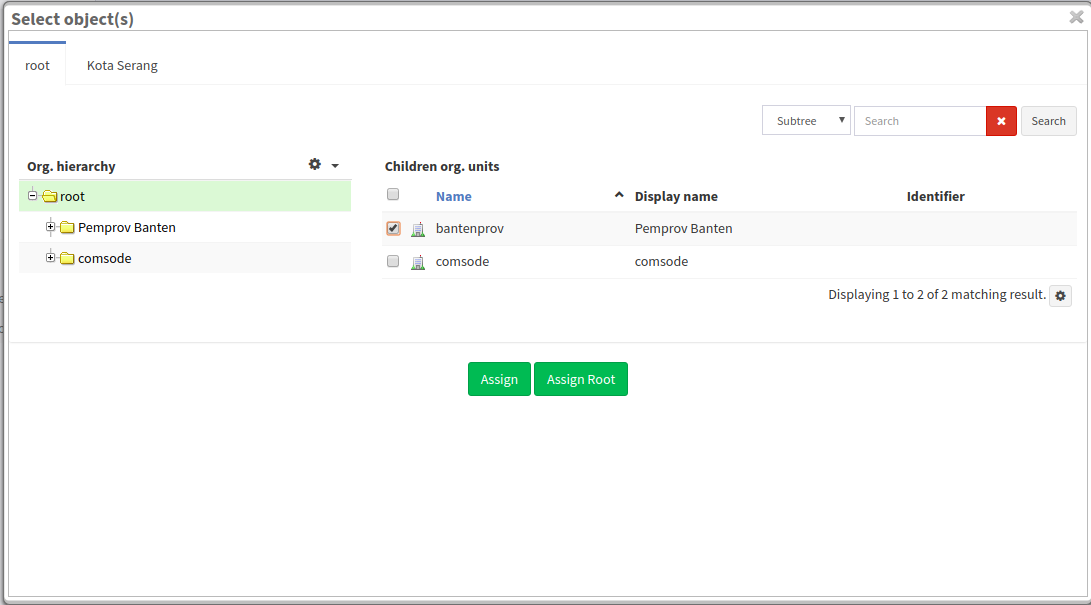 Select object(s)
root Kota Serang
Subtree Search Search
Org. hierarchy
root
Pemprov Banten
comsode
Children org. units
Name Display name Identifier
bantenprov Pemprov Banten
comsode comsode
Displaying 1 to 2 of 2 matching result.
Assign Assign Root